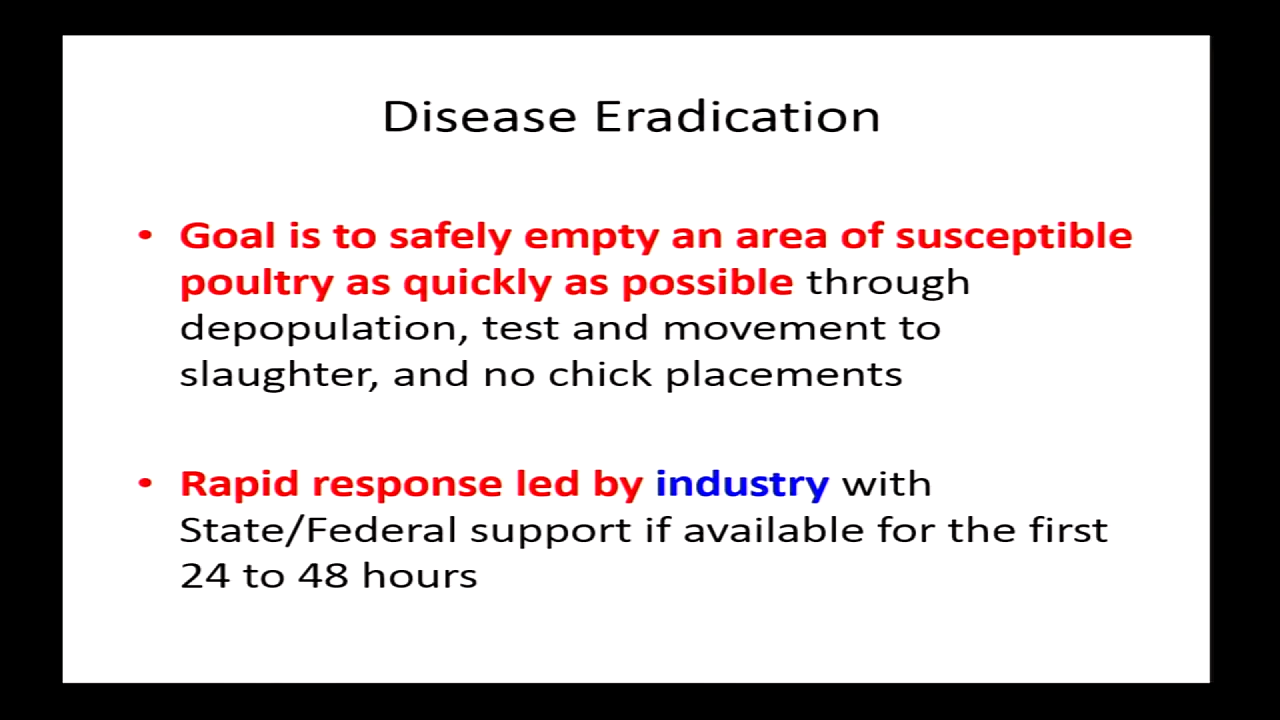 Disease Eradication
• Goal is to safely empty an area of susceptible
poultry as quickly as possible through
depopulation, test and movement to
slaughter, and no chick placements
• Rapid response led by industry with
State/Federal support if available for the first
24 to 48 hours